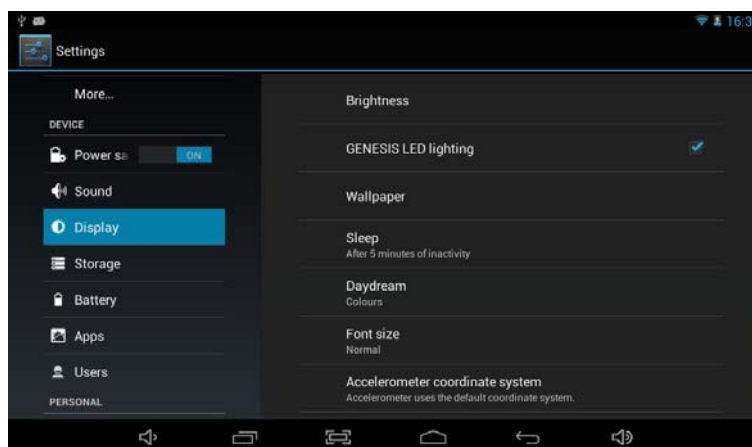 16:3
Settings
More...
DEVICE
Power sa
ON
Sound
Display
Storage
Battery
Apps
Users
PERSONAL
Brightness
GENESIS LED lighting
Wallpaper
Sleep
After 5 minutes of inactivity
Daydream
Colours
Font size
Normal
Accelerometer coordinate system
Accelerometer uses the default coordinate system.